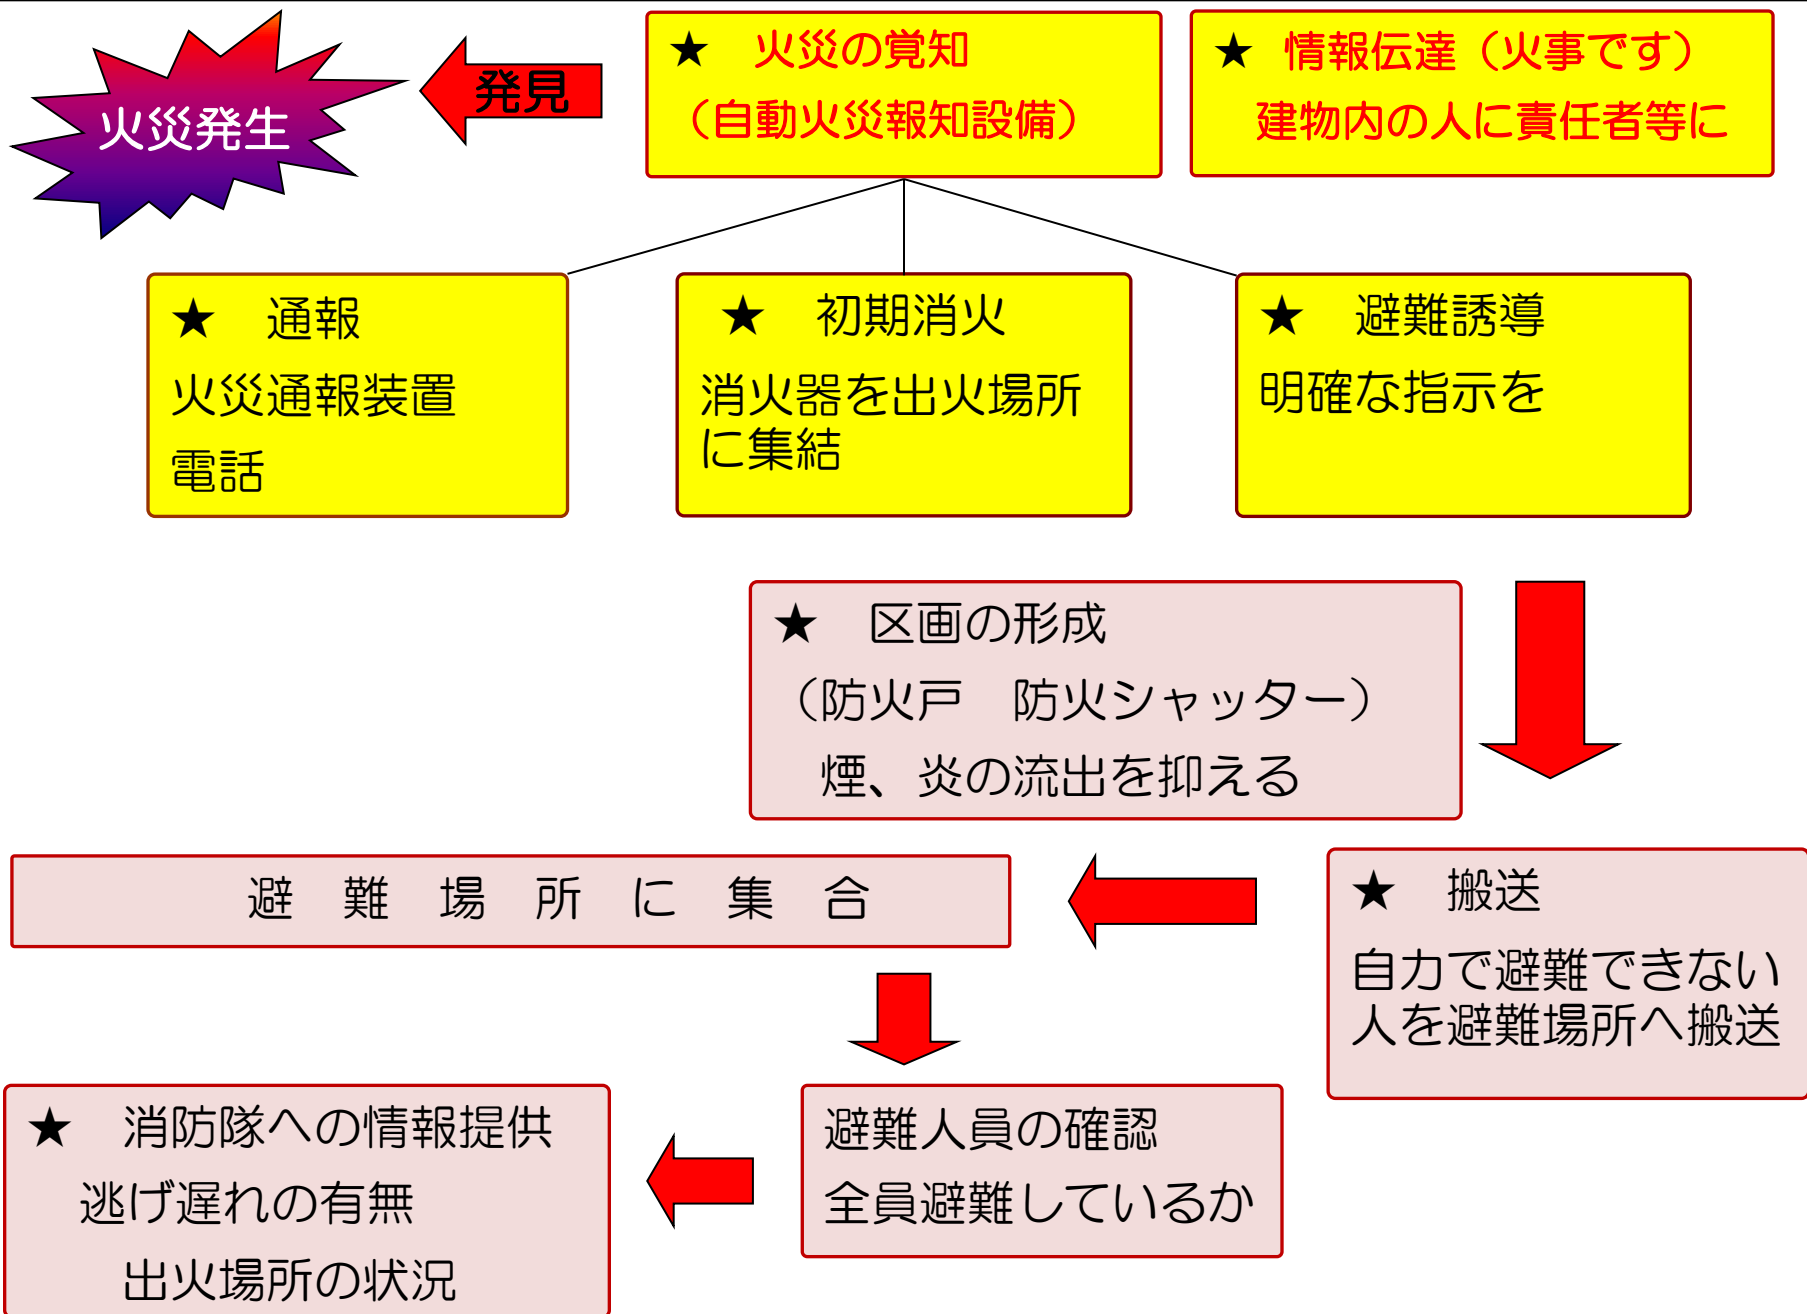 火災発生
発見
★　火災の覚知
（自動火災報知設備）
★　情報伝達（火事です）
建物内の人に責任者等に
★　通報
火災通報装置
電話
★　初期消火
消火器を出火場所
に集結
★　避難誘導
明確な指示を
★　区画の形成
（防火戸　防火シャッター）
煙、炎の流出を抑える
★　搬送
自力で避難できない
人を避難場所へ搬送
避　難　場　所　に　集　合
避難人員の確認
全員避難しているか
★　消防隊への情報提供
逃げ遅れの有無
出火場所の状況